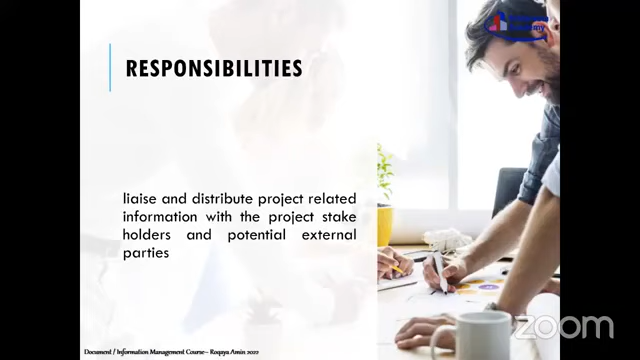 RESPONSIBILITIES
liaise and distribute project related
information with the project stake
holders and potential external
parties
Document / Information Management Course– Roqaya Amin 2022
zoom